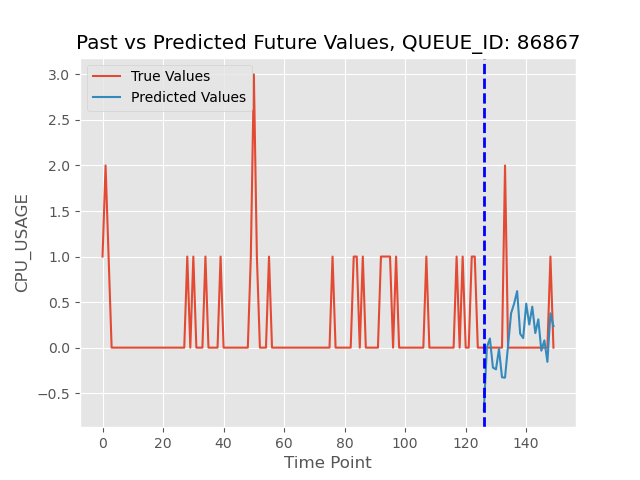 Past vs Predicted Future Values, QUEUE_ID: 86867
True Values
Predicted Values
3.0
2.5
2.0
1.5
1.0
0.5
0.0
−0.5
CPU_USAGE
0 20 40 60 80 100 120 140
Time Point